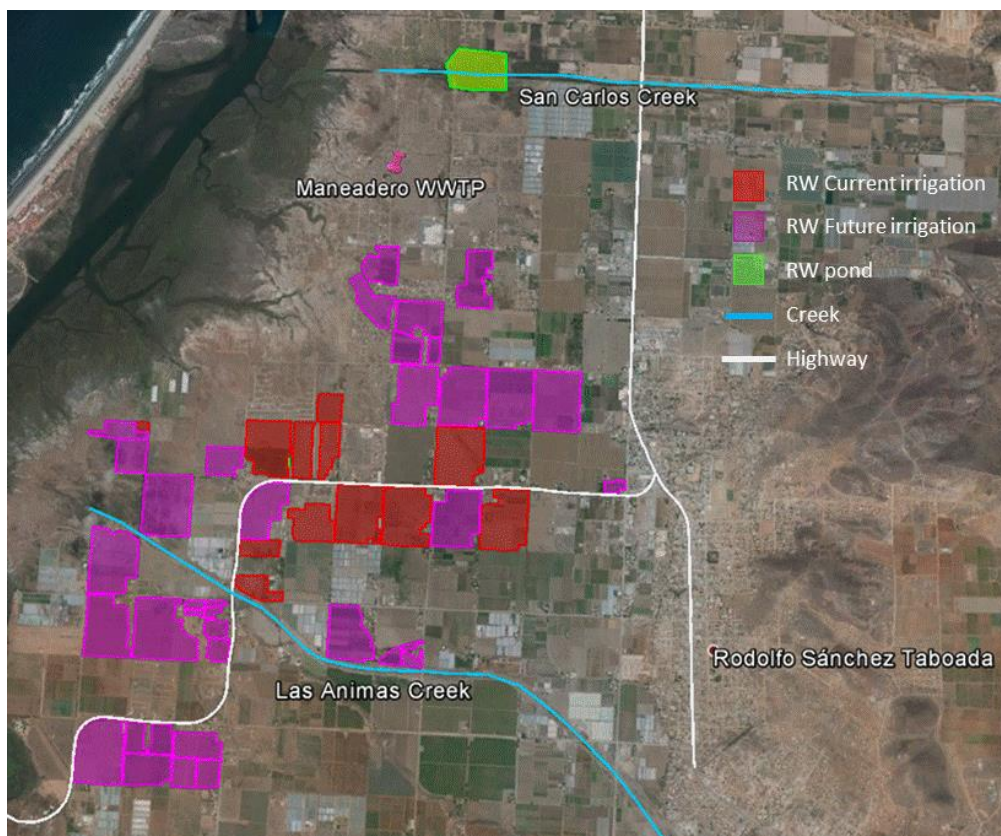 San Carlos Creek
Maneadero WWTP
RW Current irrigation
RW Future irrigation
RW pond
Creek
Highway
Rodolfo Sánchez Taboada
Las Animas Creek